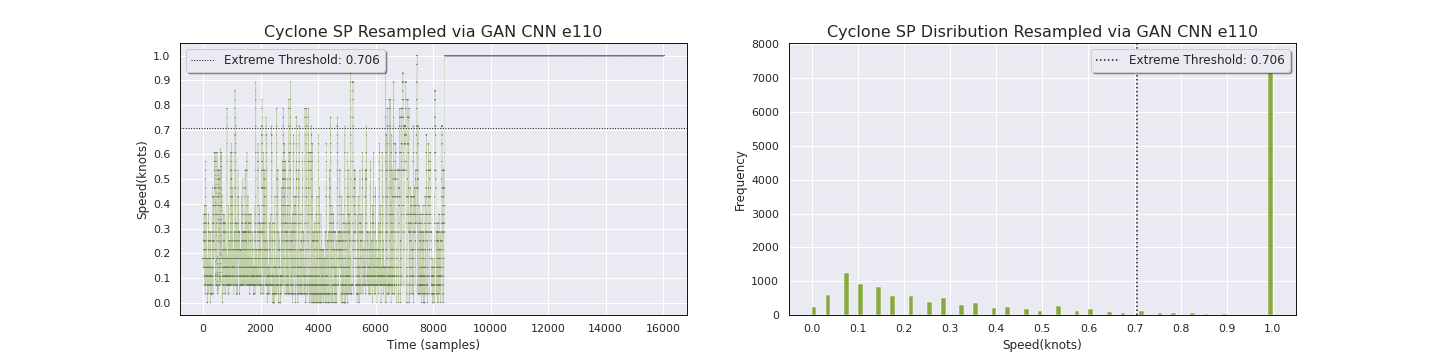 Cyclone SP Resampled via GAN CNN e110
Extreme Threshold: 0.706
Speed(knots)
1.0
0.9
0.8
0.7
0.6
0.5
0.4
0.3
0.2
0.1
0.0
0 2000 4000 6000 8000 10000 12000 14000 16000
Time (samples)
Cyclone SP Disribution Resampled via GAN CNN e110
Extreme Threshold: 0.706
Frequency
8000
7000
6000
5000
4000
3000
2000
1000
0
0.0 0.1 0.2 0.3 0.4 0.5 0.6 0.7 0.8 0.9 1.0
Speed(knots)